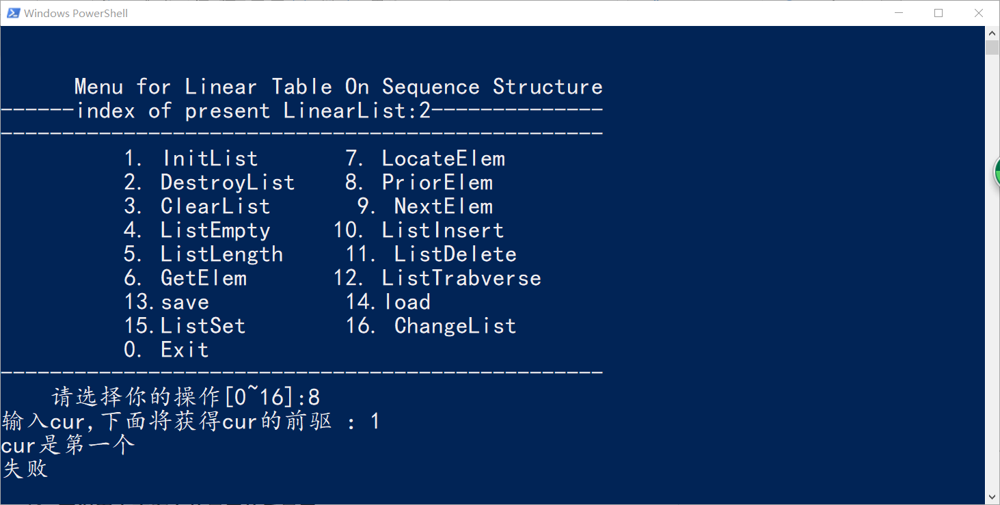 Windows PowerShell
Menu for Linear Table On Sequence Structure
------index of present LinearList:2--------------
-------------------------------------------------
1. InitList 7. LocateElem
2. DestroyList 8. PriorElem
3. ClearList 9. NextElem
4. ListEmpty 10. ListInsert
5. ListLength 11. ListDelete
6. GetElem 12. ListTrabverse
13.save 14.load
15.ListSet 16. ChangeList
0. Exit
-------------------------------------------------
请选择你的操作[0~16]:8
输入cur,下面将获得cur的前驱 : 1
cur是第一个
失败